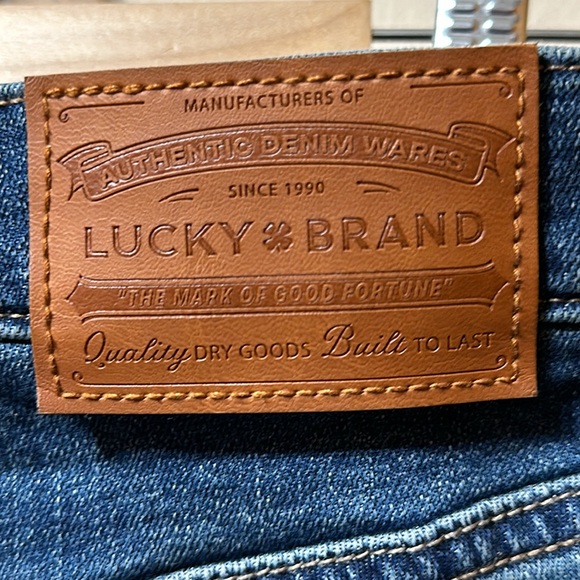 MANUFACTURERS OF
AUTHENTIC DENIM WARES
SINCE 1990
LUCKY BRAND
"THE MARK OF GOOD FORTUNE"
Quality DRY GOODS Built TO LAST